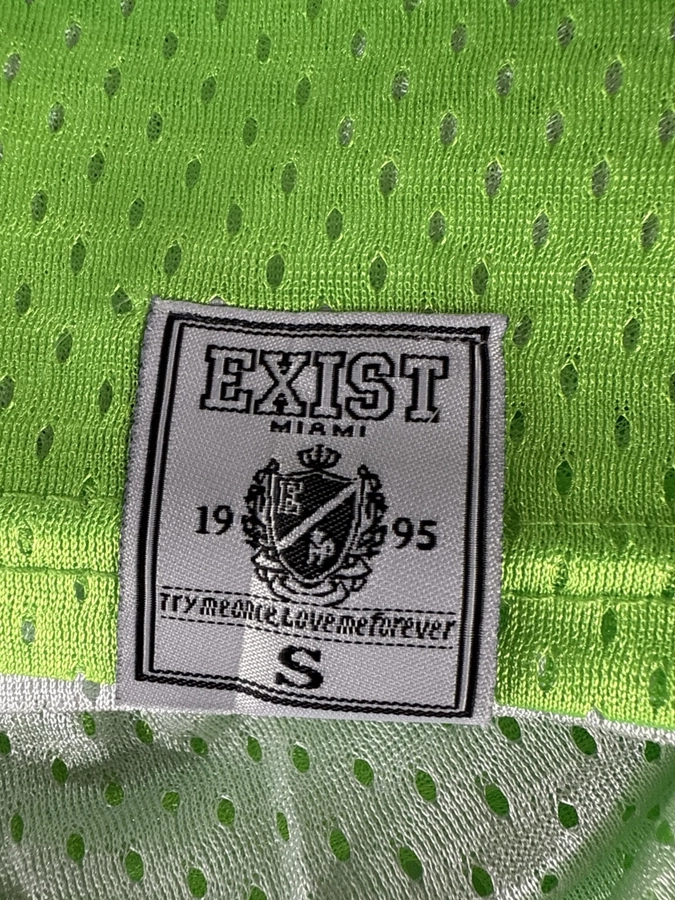 EXIST
MIAMI
E
19 95
M
Try me once, Love me forever
S